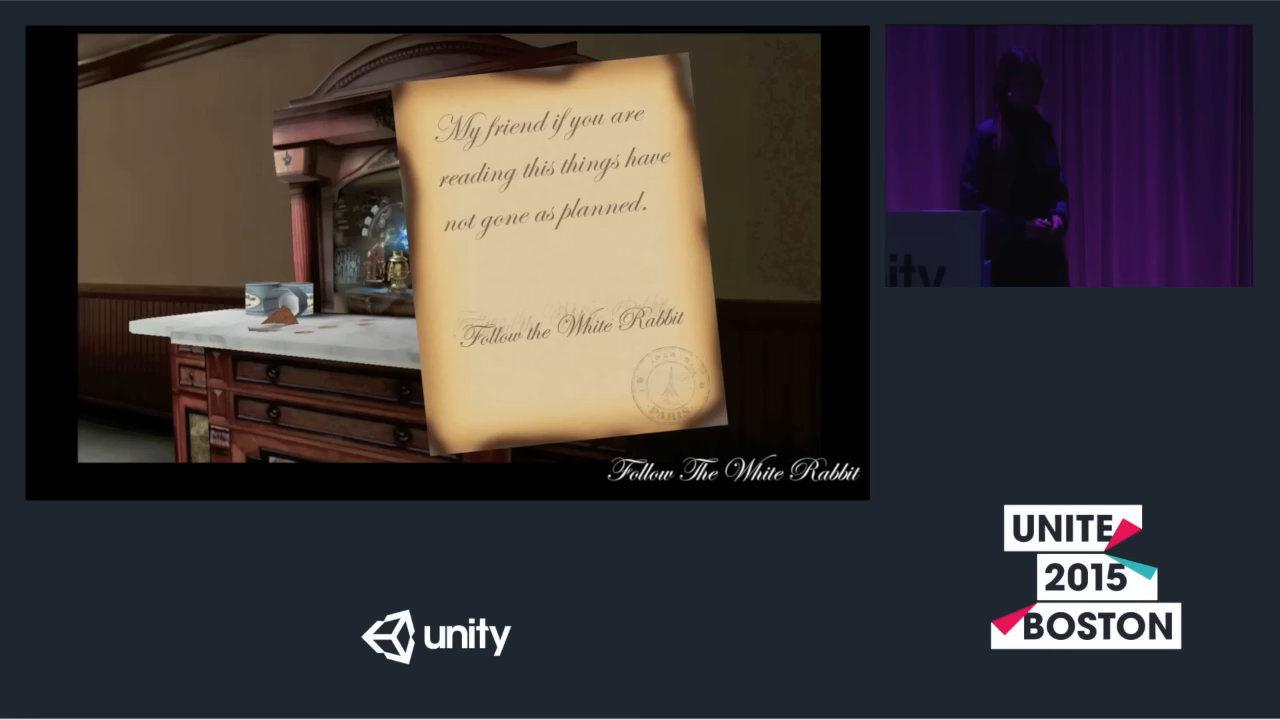 My friend if you are
reading this things have
not gone as planned.
Follow the White Rabbit
PARIS
Follow The White Rabbit
ity
unity
UNITE
2015
BOSTON